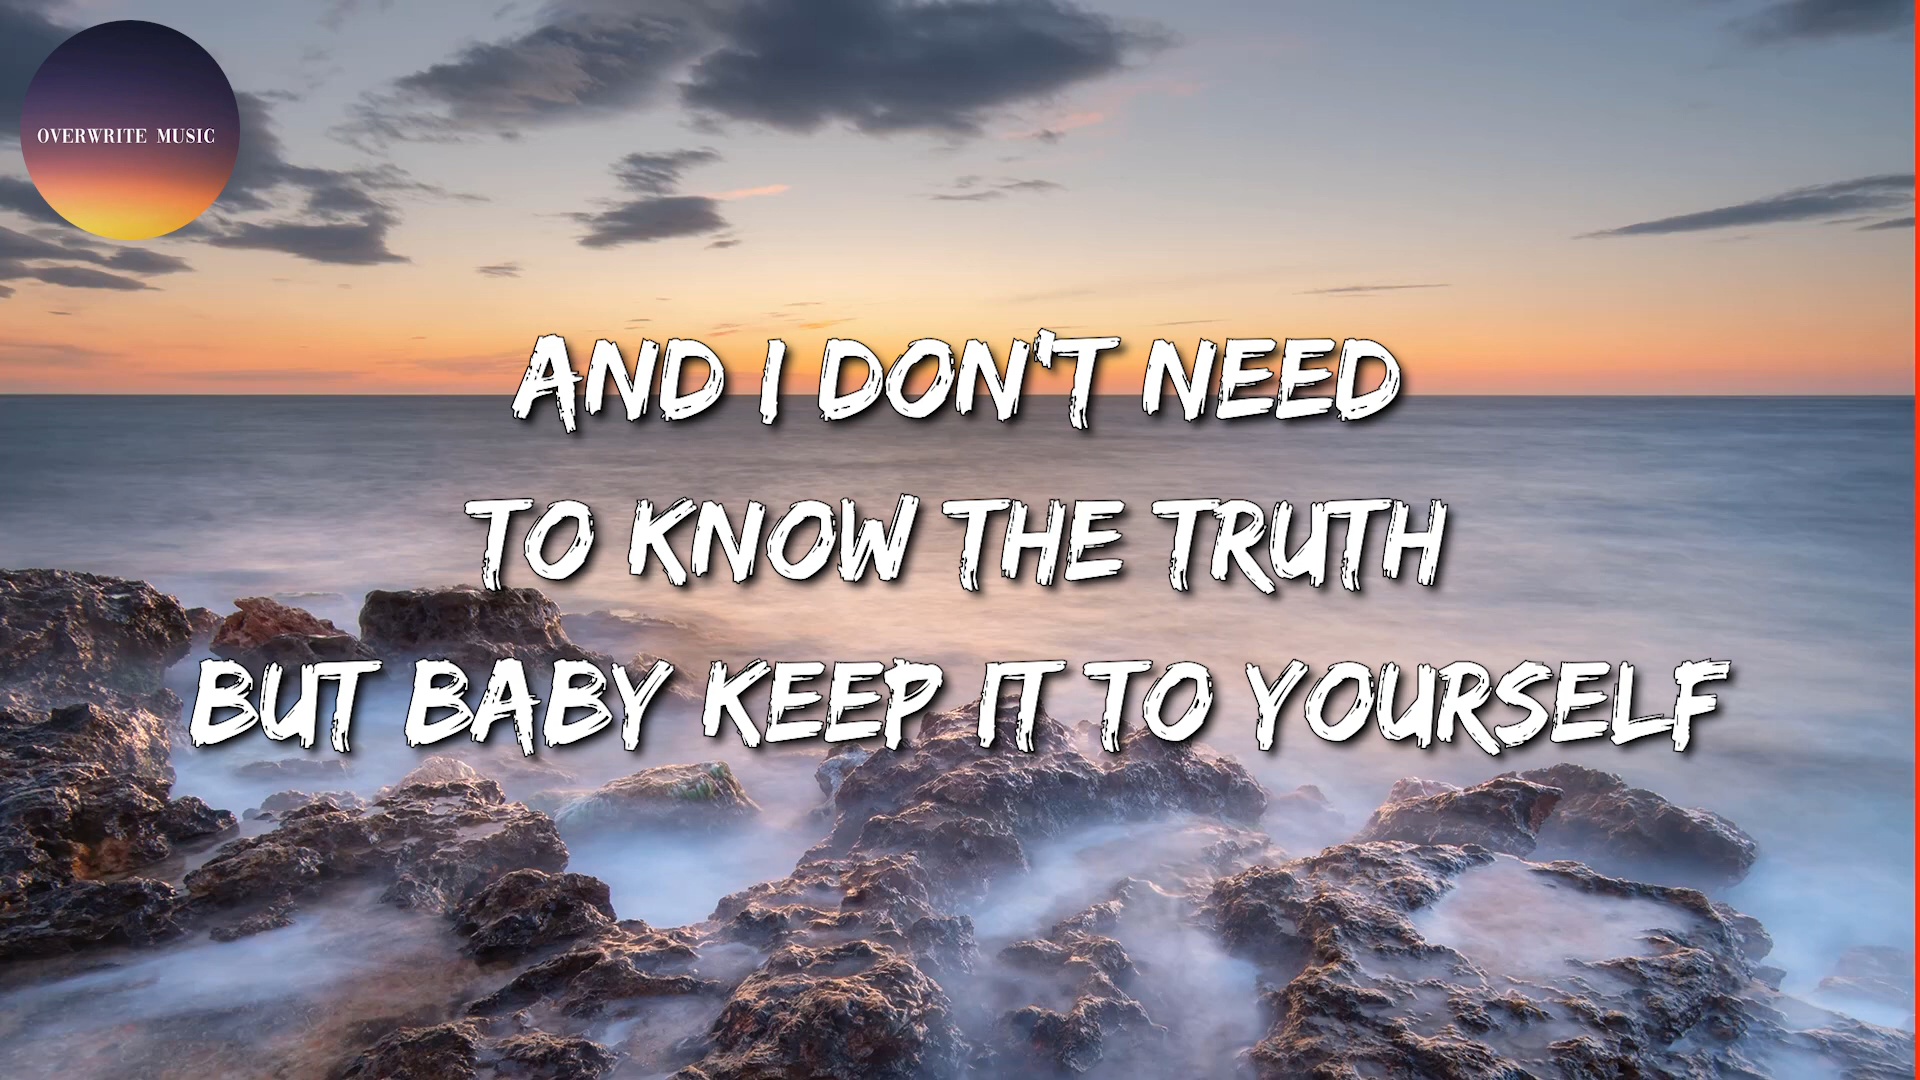 OVERWRITE MUSIC
AND I DON'T NEED
TO KNOW THE TRUTH
BUT BABY KEEP IT TO YOURSELF